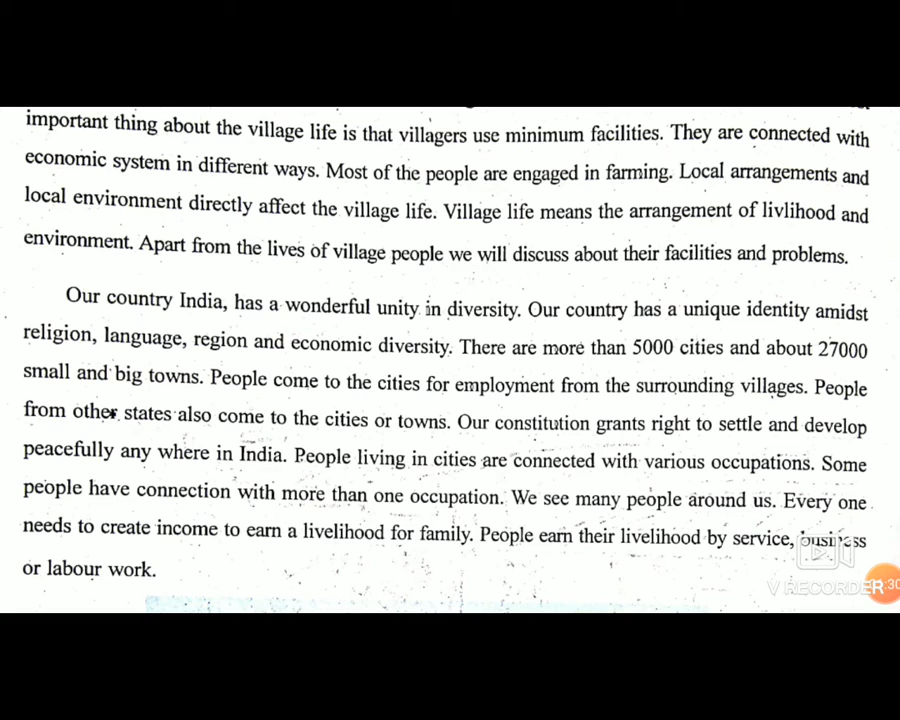 important thing about the village life is that villagers use minimum facilities. They are connected with
economic system in different ways. Most of the people are engaged in farming. Local arrangements and
local environment directly affect the village life. Village life means the arrangement of livlihood and
environment. Apart from the lives of village people we will discuss about their facilities and problems.
Our country India, has a wonderful unity in diversity. Our country has a unique identity amidst
religion, language, region and economic diversity. There are more than 5000 cities and about 27000
small and big towns. People come to the cities for employment from the surrounding villages. People
from other states also come to the cities or towns. Our constitution grants right to settle and develop
peacefully any where in India. People living in cities are connected with various occupations. Some
people have connection with more than one occupation. We see many people around us. Every one
needs to create income to earn a livelihood for family. People earn their livelihood by service, business
or labour work.
V RECORDER
:30